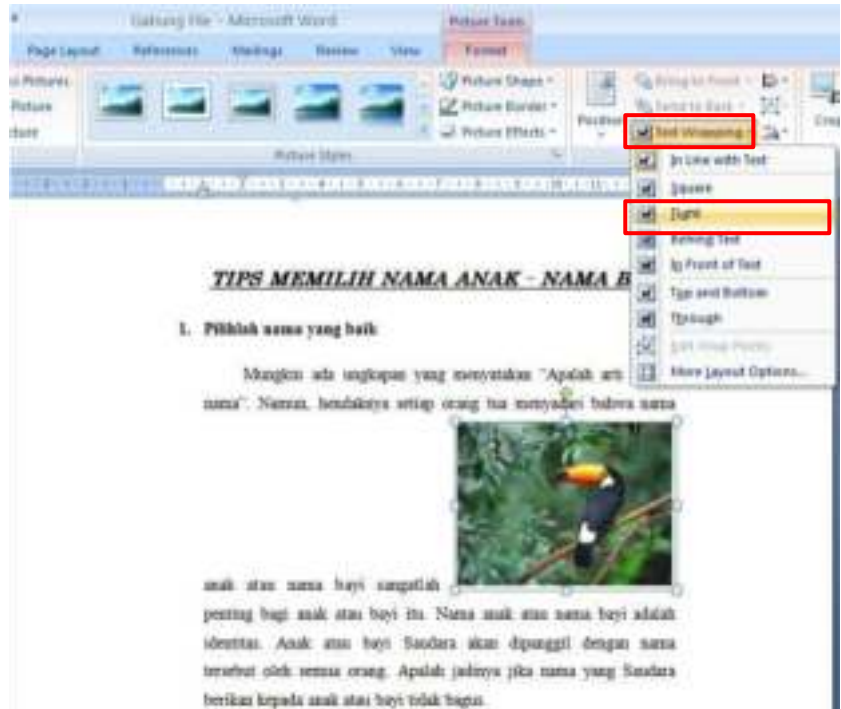 Gabung File - Microsoft Word
Picture Tools
Page Layout
References
Mailings
Review
View
Format
Pictures
Picture
Picture Shape
Picture Border
Picture Effects
Picture Styles
Position
Bring to Front
Send to Back
Text Wrapping
Crop
In Line with Text
Square
Tight
Behind Text
In Front of Text
Top and Bottom
Through
Edit Wrap Points
More Layout Options...
TIPS MEMILIH NAMA ANAK - NAMA B
1. Pilihlah nama yang baik
Mungkin ada ungkapan yang menyatakan "Apalah arti
nama". Namun, hendaknya setiap orang tua menyadari bahwa nama
anak atau nama bayi sangatlah
penting bagi anak atau bayi itu. Nama anak atau nama bayi adalah
identitas. Anak atau bayi Saudara akan dipanggil dengan nama
tersebut oleh semua orang. Apalah jadinya jika nama yang Saudara
berikan kepada anak atau bayi tidak bagus.